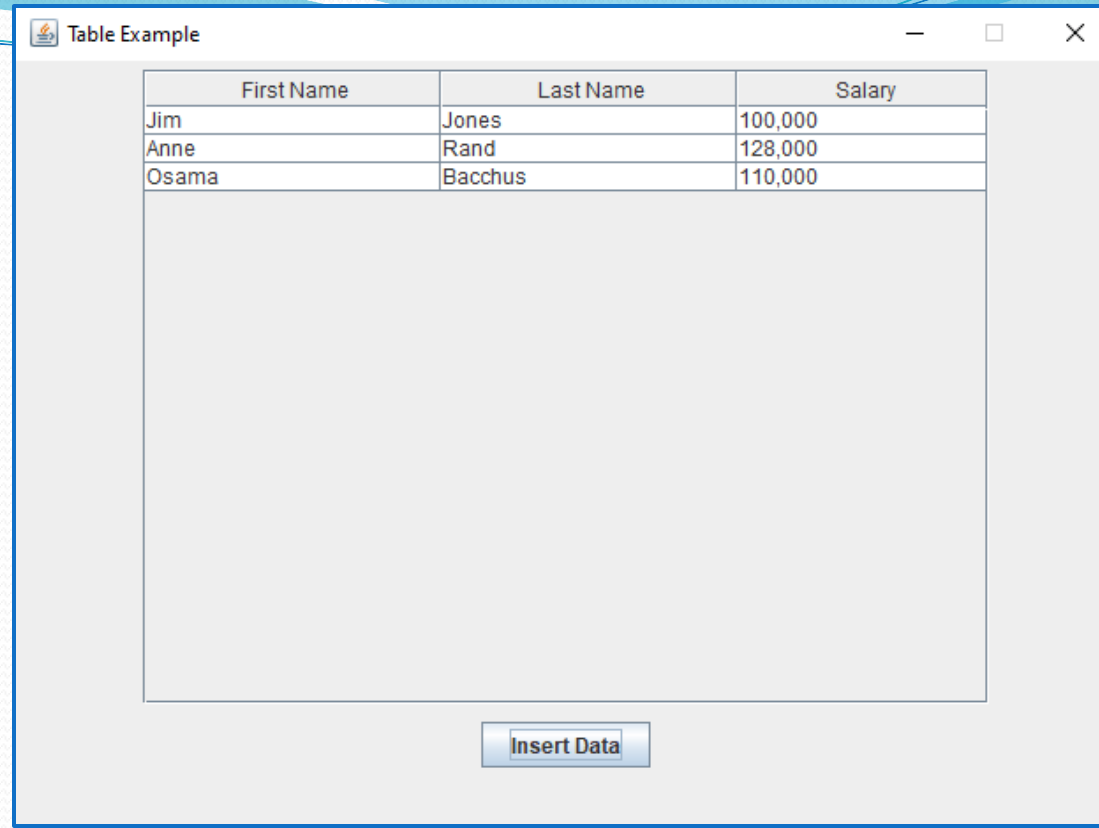 Table Example
First Name Last Name Salary
Jim Jones 100,000
Anne Rand 128,000
Osama Bacchus 110,000
Insert Data